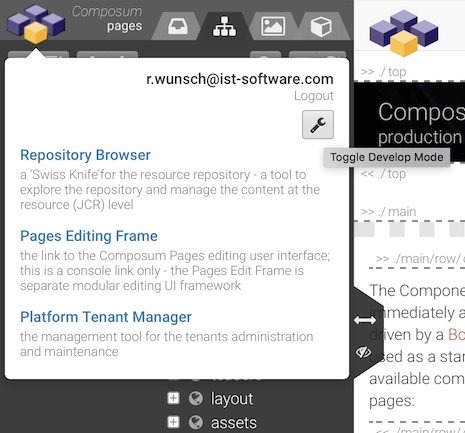 Composum
pages
r.wunsch@ist-software.com
Logout
Toggle Develop Mode
Repository Browser
a 'Swiss Knife'for the resource repository - a tool to
explore the repository and manage the content at the
resource (JCR) level
Pages Editing Frame
the link to the Composum Pages editing user interface;
this is a console link only - the Pages Edit Frame is
separate modular editing UI framework
Platform Tenant Manager
the management tool for the tenants administration
and maintenance
layout
assets
>> ./ top
production
<< ./ top
>> ./ main
>> ./main/row/
The Compone
immediately a
driven by a Bo
used as a star
available com
pages:
<< ./main/row/